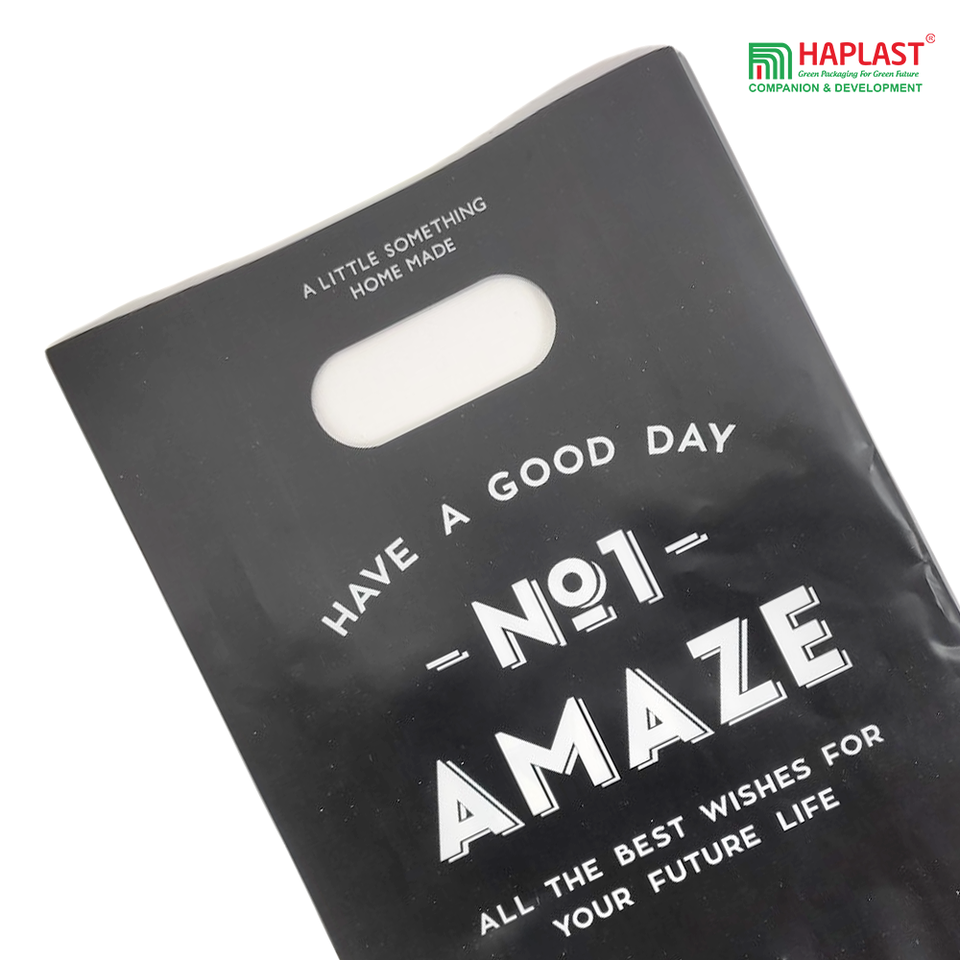 HAPLAST®
Green Packaging For Green Future
COMPANION & DEVELOPMENT
A LITTLE SOMETHING
HOME MADE
HAVE A GOOD DAY
Nº1
AMAZE
ALL THE BEST WISHES FOR
YOUR FUTURE LIFE